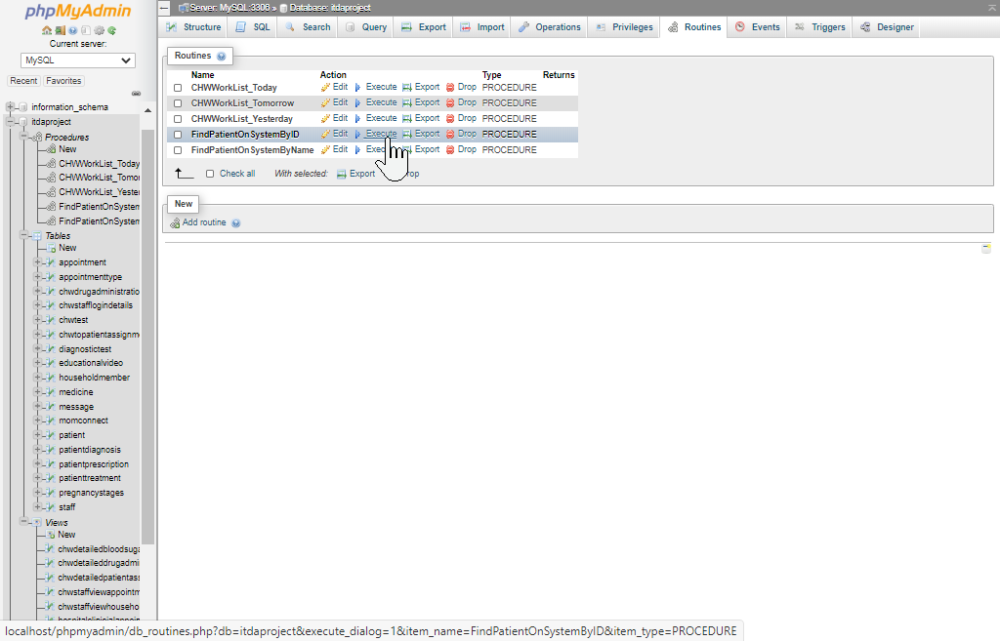 phpMyAdmin
Current server:
MySQL
Recent Favorites
information_schema
itdaproject
Procedures
New
CHWWorkList_Today
CHWWorkList_Tomor
CHWWorkList_Yester
FindPatientOnSystem
FindPatientOnSystem
Tables
New
appointment
appointmenttype
chwdrugadministratio
chwstafflogindetails
chwtest
chwtopatientassignm
diagnostictest
educationalvideo
householdmember
medicine
message
momconnect
patient
patientdiagnosis
patientprescription
patienttreatment
pregnancystages
staff
Views
New
chwdetailedbloodsuga
chwdetaileddrugadmi
chwdetailedpatientas
chwstaffviewappointm
chwstaffviewhouseho
Server: MySQL:3306 » Database: itdaproject
Structure SQL Search Query Export Import Operations Privileges Routines Events Triggers Designer
Routines
Name Action Type Returns
CHWWorkList_Today Edit Execute Export Drop PROCEDURE
CHWWorkList_Tomorrow Edit Execute Export Drop PROCEDURE
CHWWorkList_Yesterday Edit Execute Export Drop PROCEDURE
FindPatientOnSystemByID Edit Execute Export Drop PROCEDURE
FindPatientOnSystemByName Edit Exec Export Drop PROCEDURE
Check all With selected: Export rop
New
Add routine
localhost/phpmyadmin/db_routines.php?db=itdaproject&execute_dialog=1&item_name=FindPatientOnSystemByID&item_type=PROCEDURE